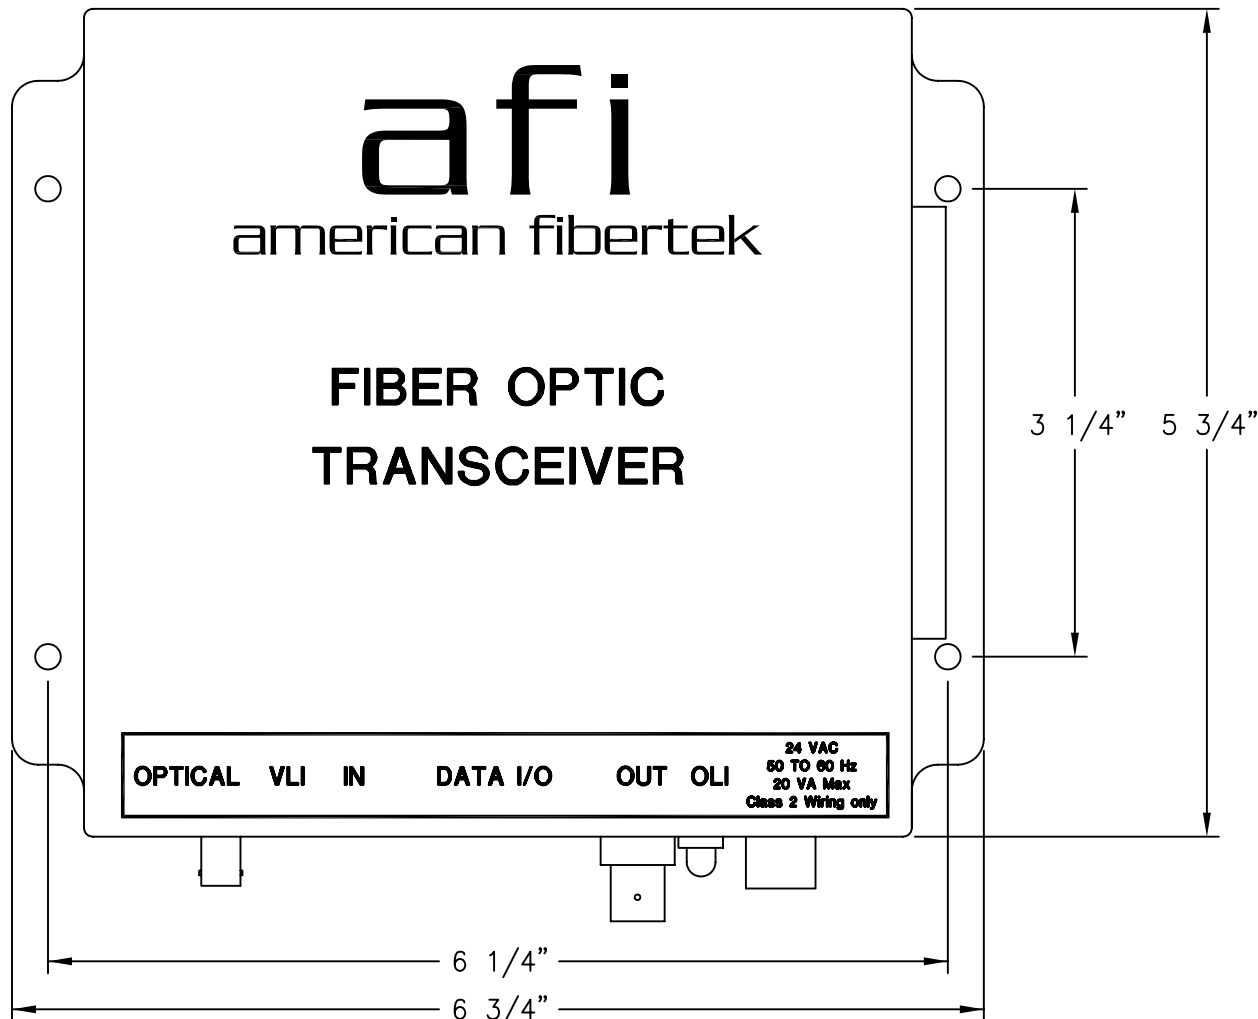 afi
american fibertek
FIBER OPTIC
TRANSCEIVER
3 1/4"
5 3/4"
OPTICAL VLI IN DATA I/O OUT OLI
24 VAC
50 TO 60 Hz
20 VA Max
Class 2 Wiring only
6 1/4"
6 3/4"